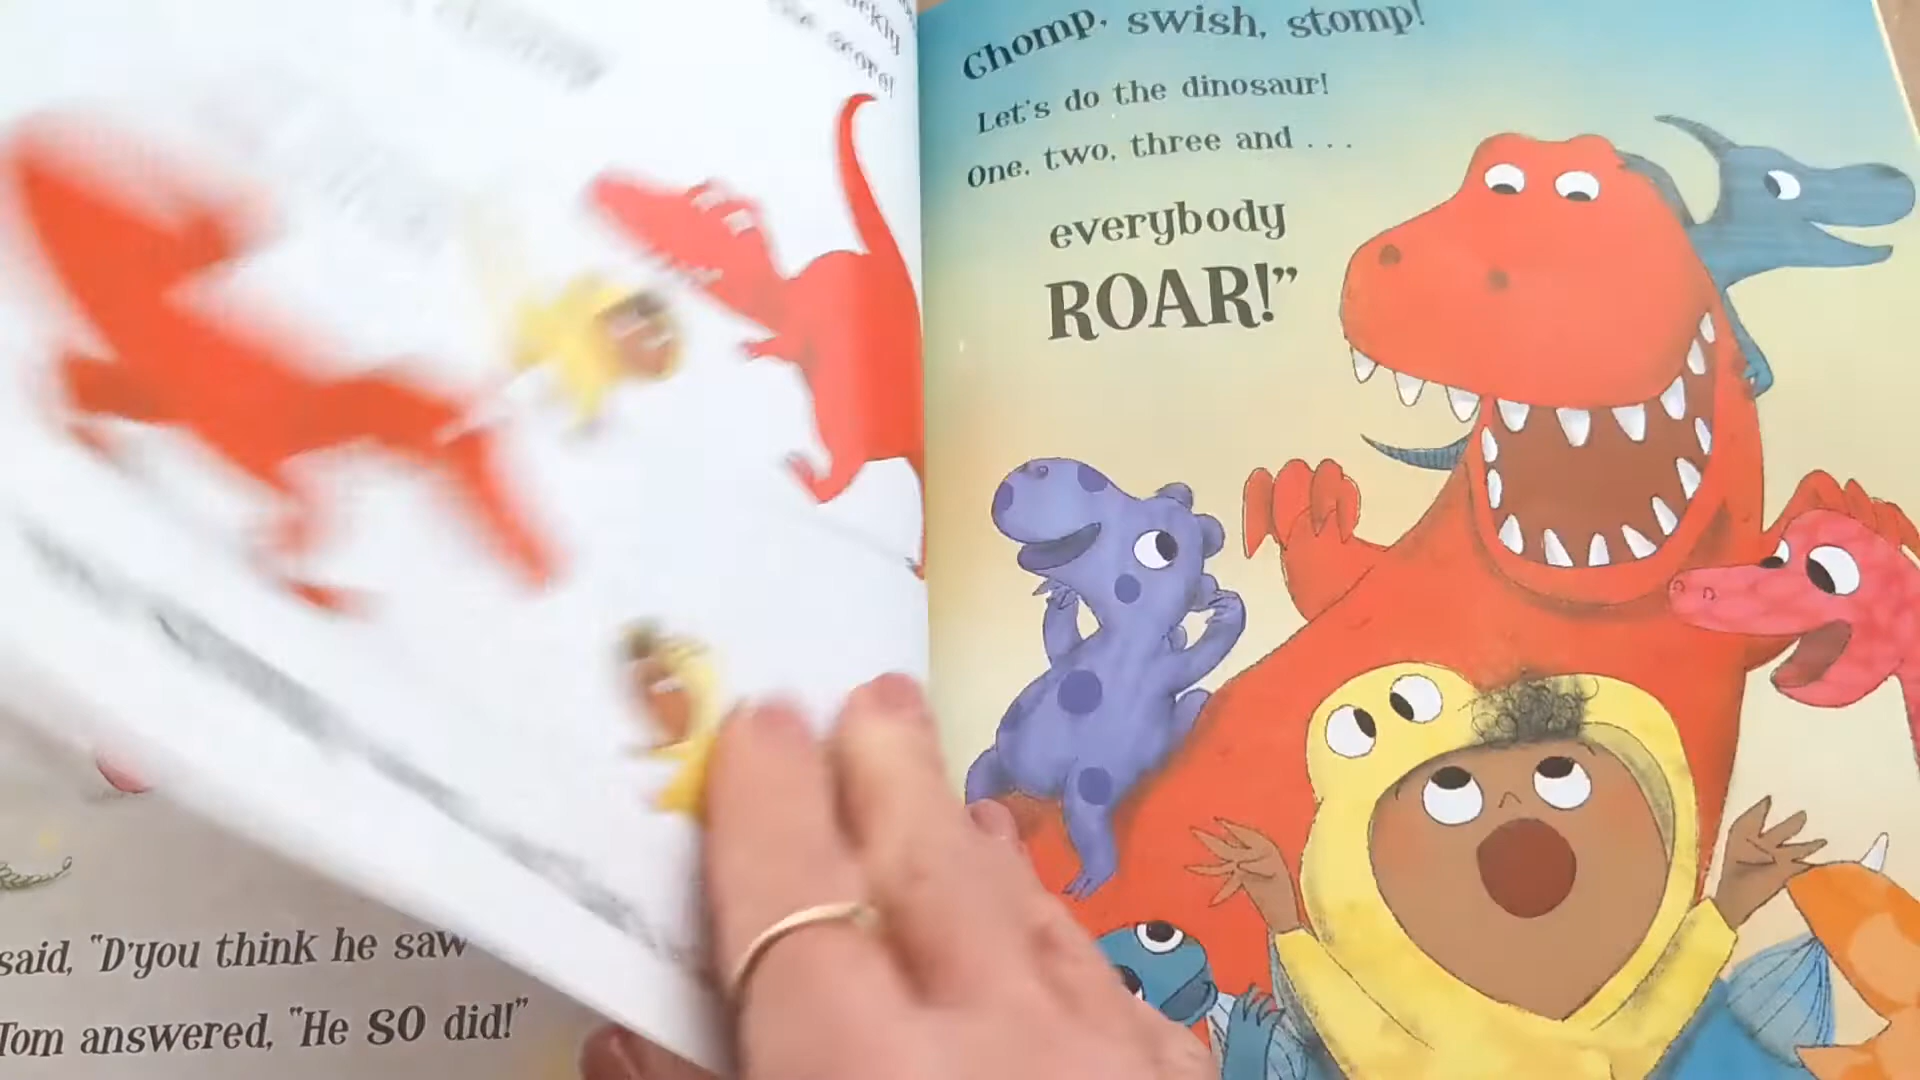 Chomp, swish, stomp!
Let's do the dinosaur!
One, two, three and . . .
everybody
ROAR!”
said, “D'you think he saw
Tom answered, “He SO did!”